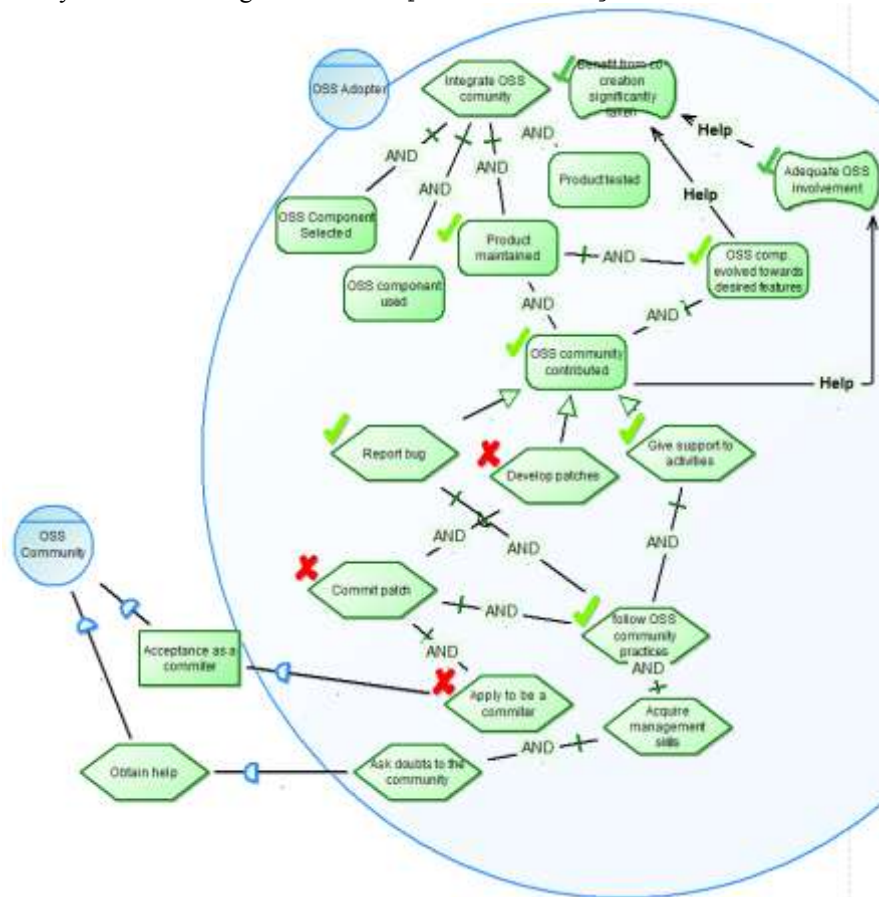 OSS Adopter
Integrate OSS
comunity
Benefit from co-
creation
significantly
taken
Help
AND
AND
AND
AND
Product tested
Help
Adequate OSS
Involvement
OSS Component
Selected
Product
maintained
AND
OSS comp.
evolved towards
desired features
OSS component
used
AND
AND
OSS community
contributed
Help
Report bug
Develop patches
Give support to
activities
OSS
Community
AND
AND
AND
Commit patch
AND
follow OSS
community
practices
Acceptance as a
commiter
AND
AND
Apply to be a
commiter
Acquire
management
skills
Obtain help
Ask doubts to the
community
AND